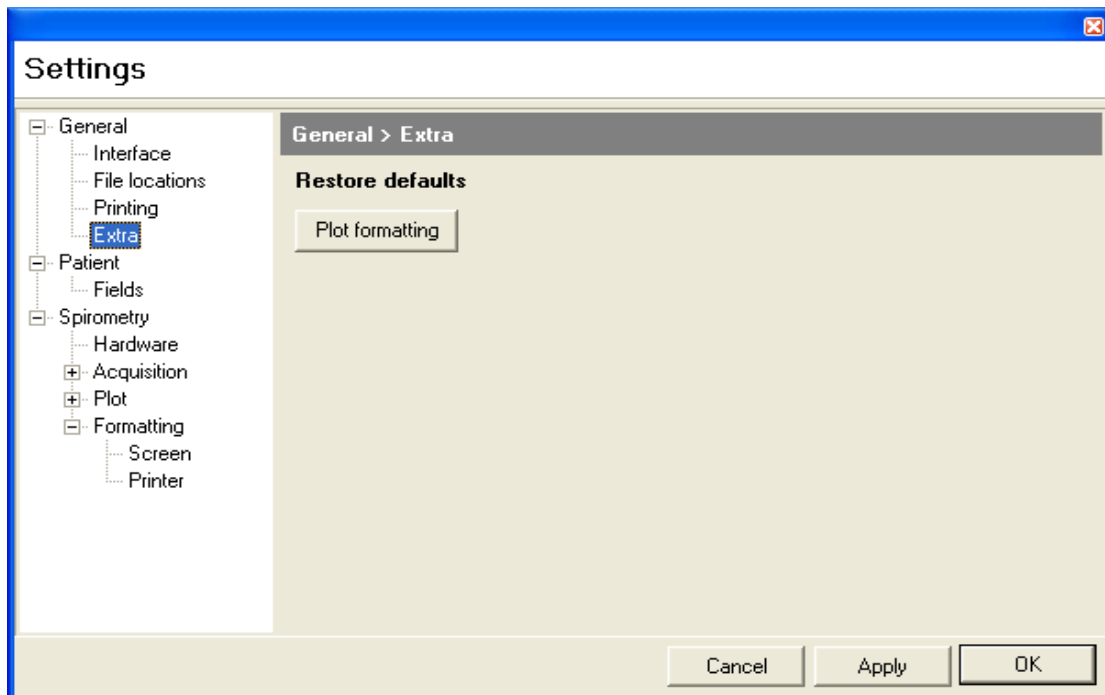 Settings
General
Interface
File locations
Printing
Extra
Patient
Fields
Spirometry
Hardware
Acquisition
Plot
Formatting
Screen
Printer
General > Extra
Restore defaults
Plot formatting
Cancel
Apply
OK